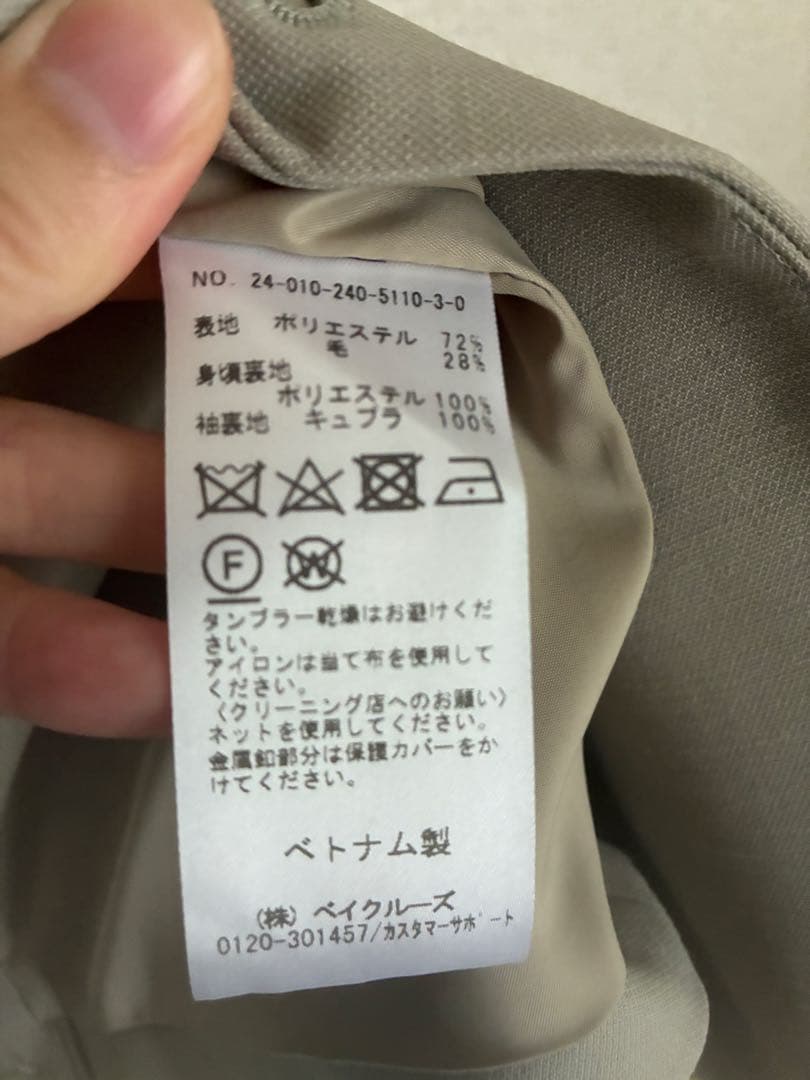 NO. 24-010-240-5110-3-0
表地 ポリエステル 72%
毛 28%
身頃裏地
ポリエステル 100%
袖裏地 キュプラ 100%
F W
タンブラー乾燥はお避けくだ
さい。
アイロンは当て布を使用して
ください。
〈クリーニング店へのお願い〉
ネットを使用してください。
金属釦部分は保護カバーをか
けてください。
ベトナム製
(株) ベイクルーズ
0120-301457/カスタマーサポート